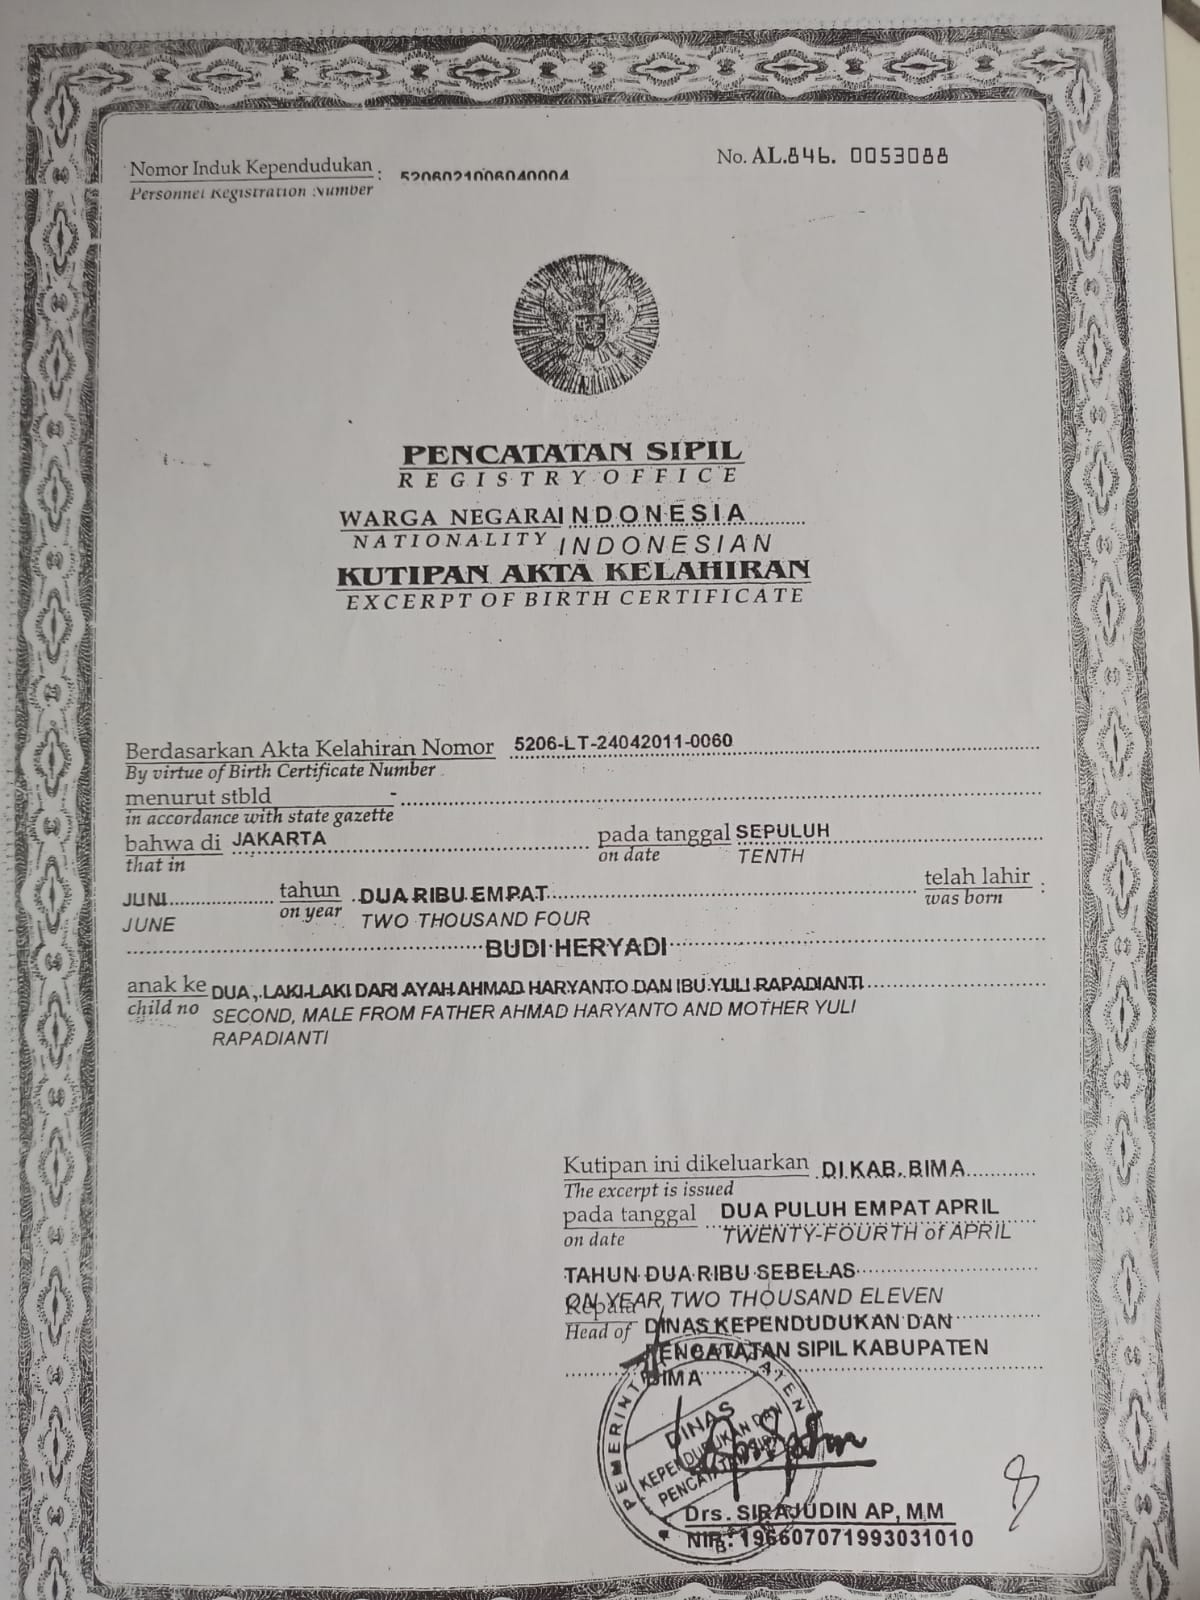 Nomor Induk Kependudukan : 5206021006040004
Personnel Registration Number
No. AL.846. 0053088
PENCATATAN SIPIL
REGISTRY OFFICE
WARGA NEGARA INDONESIA
NATIONALITY INDONESIAN
KUTIPAN AKTA KELAHIRAN
EXCERPT OF BIRTH CERTIFICATE
Berdasarkan Akta Kelahiran Nomor 5206-LT-24042011-0060
By virtue of Birth Certificate Number
menurut stbld -
in accordance with state gazette
bahwa di JAKARTA pada tanggal SEPULUH
that in on date TENTH
JUNI tahun DUA RIBU EMPAT telah lahir :
JUNE on year TWO THOUSAND FOUR was born
BUDI HERYADI
anak ke DUA, LAKI-LAKI DARI AYAH AHMAD HARYANTO DAN IBU YULI RAPADIANTI
child no SECOND, MALE FROM FATHER AHMAD HARYANTO AND MOTHER YULI
RAPADIANTI
Kutipan ini dikeluarkan DI KAB. BIMA
The excerpt is issued
pada tanggal DUA PULUH EMPAT APRIL
on date TWENTY-FOURTH of APRIL
TAHUN DUA RIBU SEBELAS
ON YEAR TWO THOUSAND ELEVEN
Kepala
Head of DINAS KEPENDUDUKAN DAN
PENCATATAN SIPIL KABUPATEN
BIMA
DINAS
KEPENDUDUKAN DAN
PENCATATAN SIPIL
Drs. SIRAJUDIN AP, MM
NIP: 196607071993031010